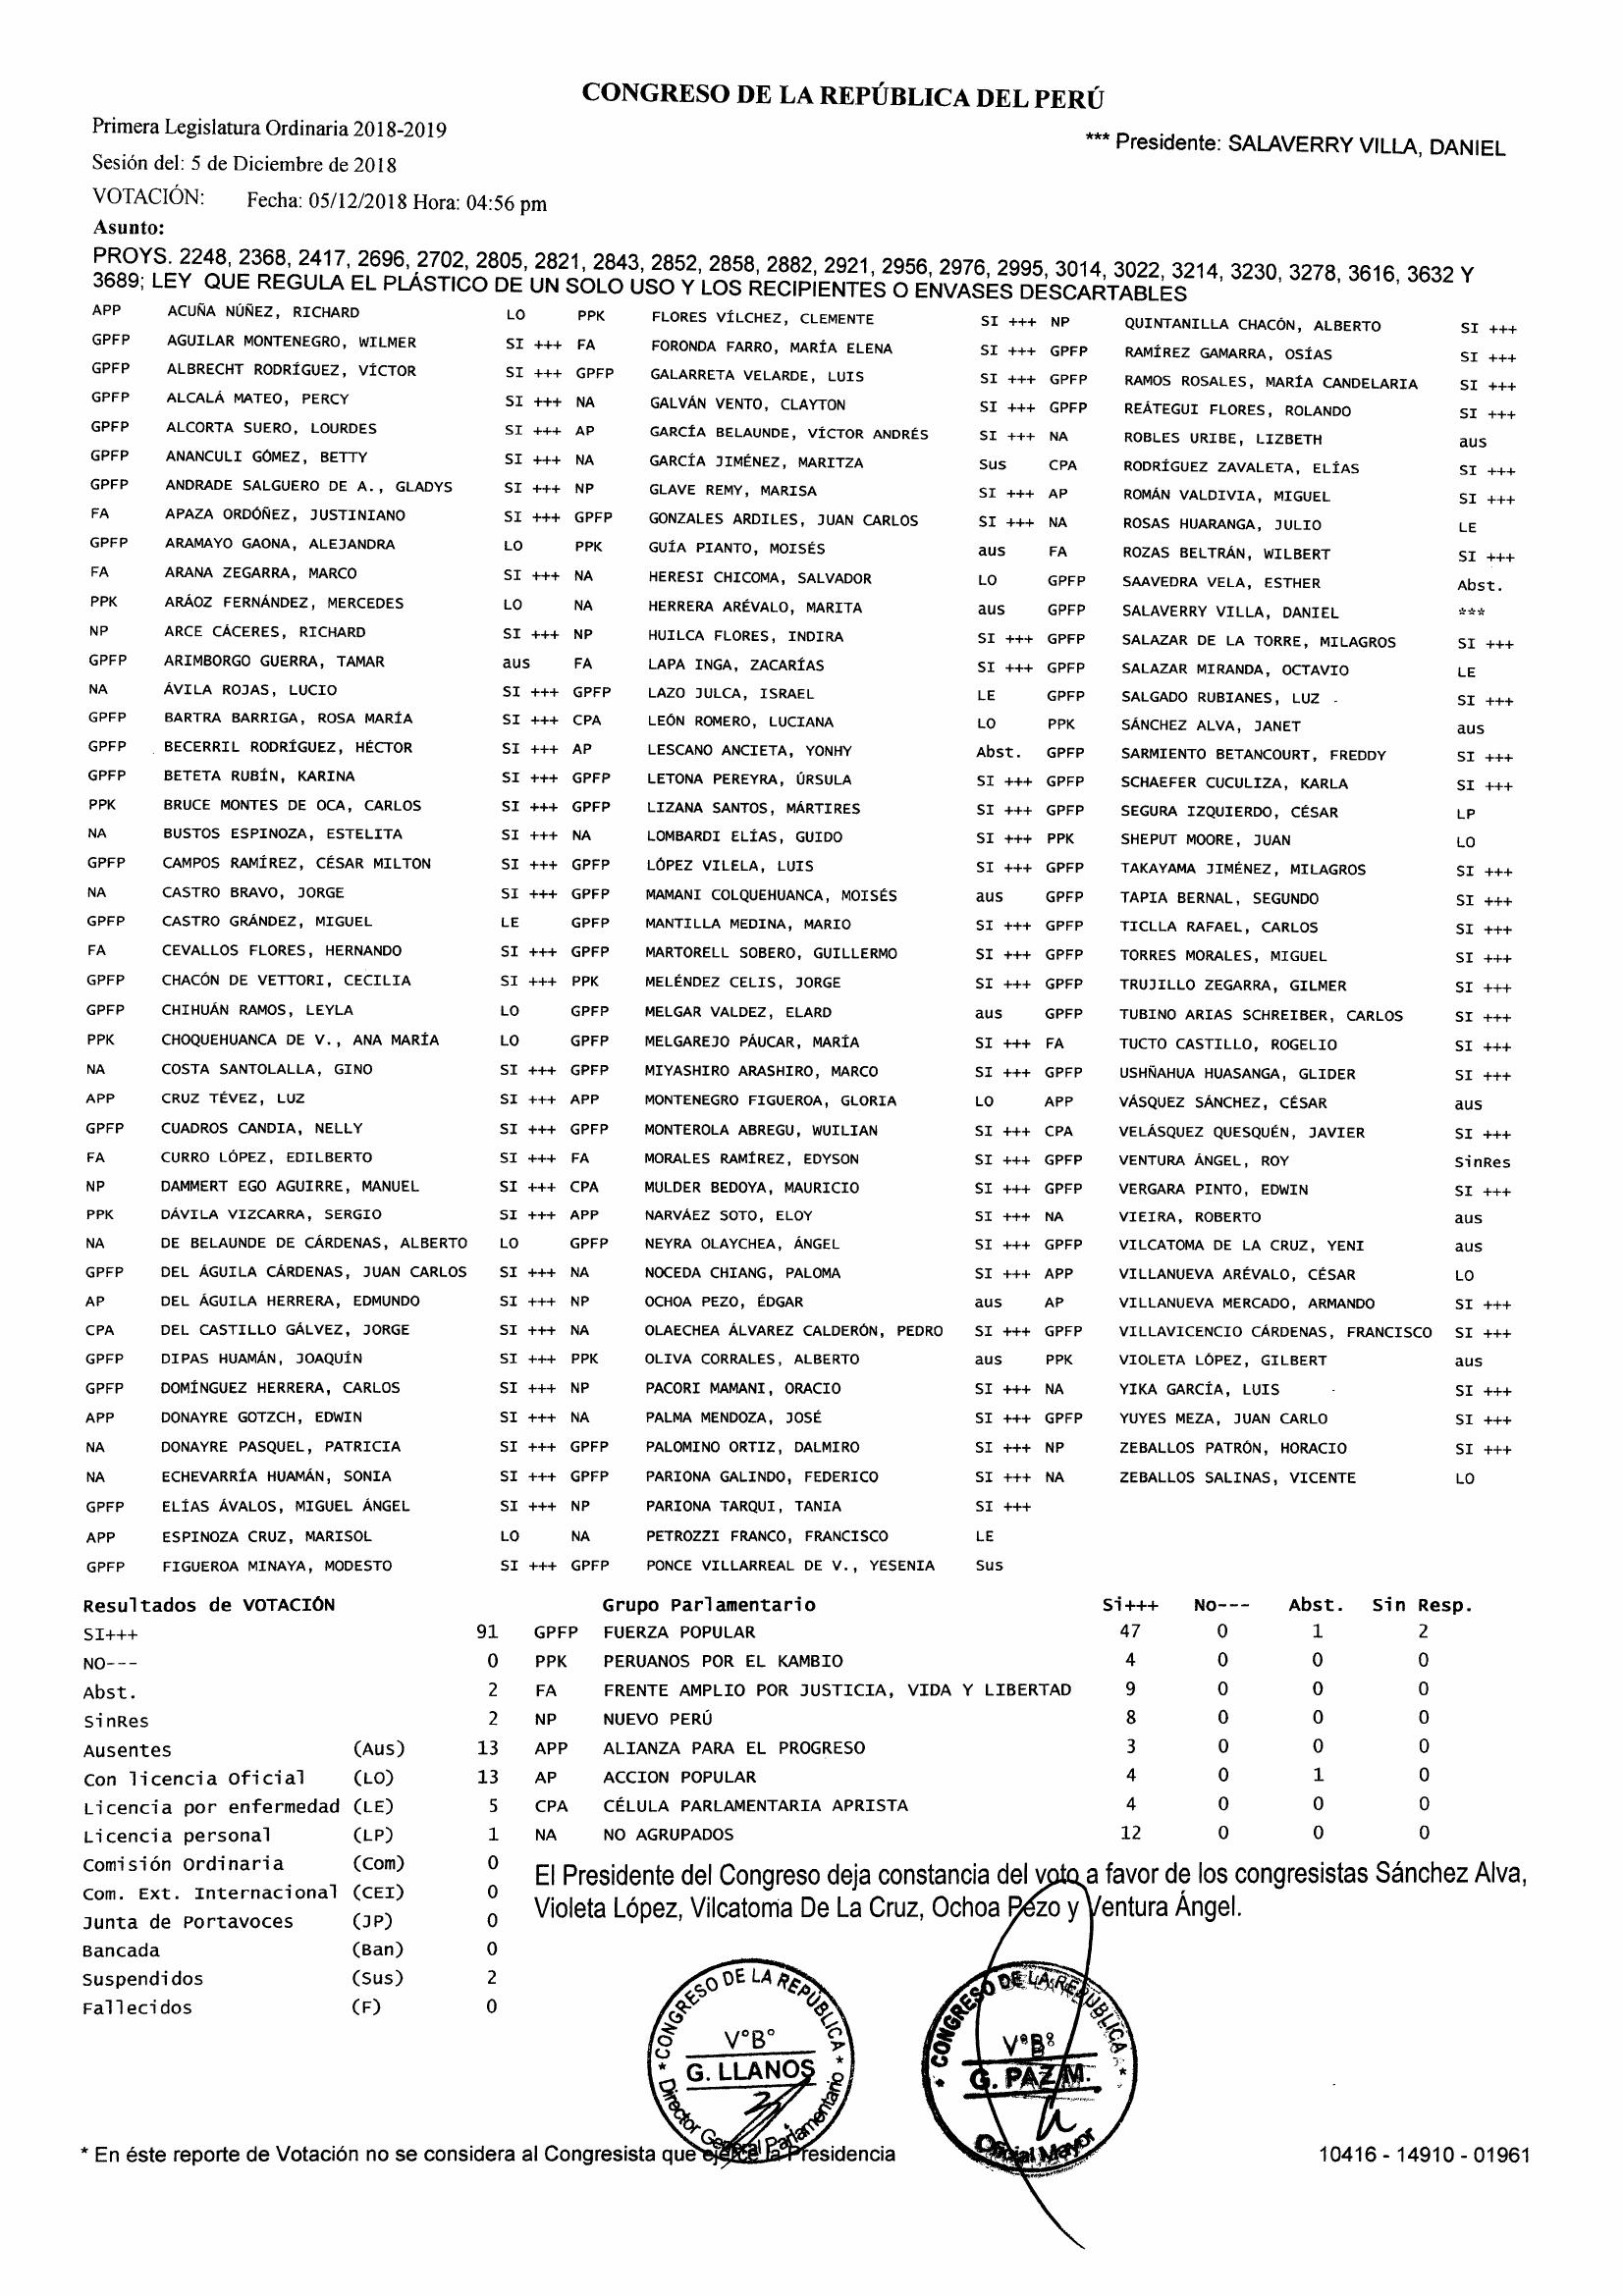 CONGRESO DE LA REPÚBLICA DEL PERÚ
Primera Legislatura Ordinaria 2018-2019
*** Presidente: SALAVERRY VILLA, DANIEL
Sesión del: 5 de Diciembre de 2018
VOTACIÓN: Fecha: 05/12/2018 Hora: 04:56 pm
Asunto:
PROYS. 2248, 2368, 2417, 2696, 2702, 2805, 2821, 2843, 2852, 2858, 2882, 2921, 2956, 2976, 2995, 3014, 3022, 3214, 3230, 3278, 3616, 3632 Y
3689; LEY QUE REGULA EL PLÁSTICO DE UN SOLO USO Y LOS RECIPIENTES O ENVASES DESCARTABLES
APP ACUÑA NÚÑEZ, RICHARD LO PPK FLORES VÍLCHEZ, CLEMENTE SI +++ NP QUINTANILLA CHACÓN, ALBERTO SI +++
GPFP AGUILAR MONTENEGRO, WILMER SI +++ FA FORONDA FARRO, MARÍA ELENA SI +++ GPFP RAMÍREZ GAMARRA, OSÍAS SI +++
GPFP ALBRECHT RODRÍGUEZ, VÍCTOR SI +++ GPFP GALARRETA VELARDE, LUIS SI +++ GPFP RAMOS ROSALES, MARÍA CANDELARIA SI +++
GPFP ALCALÁ MATEO, PERCY SI +++ NA GALVÁN VENTO, CLAYTON SI +++ GPFP REÁTEGUI FLORES, ROLANDO SI +++
GPFP ALCORTA SUERO, LOURDES SI +++ AP GARCÍA BELAUNDE, VÍCTOR ANDRÉS SI +++ NA ROBLES URIBE, LIZBETH aus
GPFP ANANCULI GÓMEZ, BETTY SI +++ NA GARCÍA JIMÉNEZ, MARITZA Sus CPA RODRÍGUEZ ZAVALETA, ELÍAS SI +++
GPFP ANDRADE SALGUERO DE A., GLADYS SI +++ NP GLAVE REMY, MARISA SI +++ AP ROMÁN VALDIVIA, MIGUEL SI +++
FA APAZA ORDÓÑEZ, JUSTINIANO SI +++ GPFP GONZALES ARDILES, JUAN CARLOS SI +++ NA ROSAS HUARANGA, JULIO LE
GPFP ARAMAYO GAONA, ALEJANDRA LO PPK GUÍA PIANTO, MOISÉS aus FA ROZAS BELTRÁN, WILBERT SI +++
FA ARANA ZEGARRA, MARCO SI +++ NA HERESI CHICOMA, SALVADOR LO GPFP SAAVEDRA VELA, ESTHER Abst.
PPK ARÁOZ FERNÁNDEZ, MERCEDES LO NA HERRERA ARÉVALO, MARITA aus GPFP SALAVERRY VILLA, DANIEL ***
NP ARCE CÁCERES, RICHARD SI +++ NP HUILCA FLORES, INDIRA SI +++ GPFP SALAZAR DE LA TORRE, MILAGROS SI +++
GPFP ARIMBORGO GUERRA, TAMAR aus FA LAPA INGA, ZACARÍAS SI +++ GPFP SALAZAR MIRANDA, OCTAVIO LE
NA ÁVILA ROJAS, LUCIO SI +++ GPFP LAZO JULCA, ISRAEL LE GPFP SALGADO RUBIANES, LUZ SI +++
GPFP BARTRA BARRIGA, ROSA MARÍA SI +++ CPA LEÓN ROMERO, LUCIANA LO PPK SÁNCHEZ ALVA, JANET aus
GPFP BECERRIL RODRÍGUEZ, HÉCTOR SI +++ AP LESCANO ANCIETA, YONHY Abst. GPFP SARMIENTO BETANCOURT, FREDDY SI +++
GPFP BETETA RUBÍN, KARINA SI +++ GPFP LETONA PEREYRA, ÚRSULA SI +++ GPFP SCHAEFER CUCULIZA, KARLA SI +++
PPK BRUCE MONTES DE OCA, CARLOS SI +++ GPFP LIZANA SANTOS, MÁRTIRES SI +++ GPFP SEGURA IZQUIERDO, CÉSAR LP
NA BUSTOS ESPINOZA, ESTELITA SI +++ NA LOMBARDI ELÍAS, GUIDO SI +++ PPK SHEPUT MOORE, JUAN LO
GPFP CAMPOS RAMÍREZ, CÉSAR MILTON SI +++ GPFP LÓPEZ VILELA, LUIS SI +++ GPFP TAKAYAMA JIMÉNEZ, MILAGROS SI +++
NA CASTRO BRAVO, JORGE SI +++ GPFP MAMANI COLQUEHUANCA, MOISÉS aus GPFP TAPIA BERNAL, SEGUNDO SI +++
GPFP CASTRO GRÁNDEZ, MIGUEL LE GPFP MANTILLA MEDINA, MARIO SI +++ GPFP TICLLA RAFAEL, CARLOS SI +++
FA CEVALLOS FLORES, HERNANDO SI +++ GPFP MARTORELL SOBERO, GUILLERMO SI +++ GPFP TORRES MORALES, MIGUEL SI +++
GPFP CHACÓN DE VETTORI, CECILIA SI +++ PPK MELÉNDEZ CELIS, JORGE SI +++ GPFP TRUJILLO ZEGARRA, GILMER SI +++
GPFP CHIHUÁN RAMOS, LEYLA LO GPFP MELGAR VALDEZ, ELARD aus GPFP TUBINO ARIAS SCHREIBER, CARLOS SI +++
PPK CHOQUEHUANCA DE V., ANA MARÍA LO GPFP MELGAREJO PÁUCAR, MARÍA SI +++ FA TUCTO CASTILLO, ROGELIO SI +++
NA COSTA SANTOLALLA, GINO SI +++ GPFP MIYASHIRO ARASHIRO, MARCO SI +++ GPFP USHÑAHUA HUASANGA, GLIDER SI +++
APP CRUZ TÉVEZ, LUZ SI +++ APP MONTENEGRO FIGUEROA, GLORIA LO APP VÁSQUEZ SÁNCHEZ, CÉSAR aus
GPFP CUADROS CANDIA, NELLY SI +++ GPFP MONTEROLA ABREGU, WUILIAN SI +++ CPA VELÁSQUEZ QUESQUÉN, JAVIER SI +++
FA CURRO LÓPEZ, EDILBERTO SI +++ FA MORALES RAMÍREZ, EDYSON SI +++ GPFP VENTURA ÁNGEL, ROY SinRes
NP DAMMERT EGO AGUIRRE, MANUEL SI +++ CPA MULDER BEDOYA, MAURICIO SI +++ GPFP VERGARA PINTO, EDWIN SI +++
PPK DÁVILA VIZCARRA, SERGIO SI +++ APP NARVÁEZ SOTO, ELOY SI +++ NA VIEIRA, ROBERTO aus
NA DE BELAUNDE DE CÁRDENAS, ALBERTO LO GPFP NEYRA OLAYCHEA, ÁNGEL SI +++ GPFP VILCATOMA DE LA CRUZ, YENI aus
GPFP DEL ÁGUILA CÁRDENAS, JUAN CARLOS SI +++ NA NOCEDA CHIANG, PALOMA SI +++ APP VILLANUEVA ARÉVALO, CÉSAR LO
AP DEL ÁGUILA HERRERA, EDMUNDO SI +++ NP OCHOA PEZO, ÉDGAR aus AP VILLANUEVA MERCADO, ARMANDO SI +++
CPA DEL CASTILLO GÁLVEZ, JORGE SI +++ NA OLAECHEA ÁLVAREZ CALDERÓN, PEDRO SI +++ GPFP VILLAVICENCIO CÁRDENAS, FRANCISCO SI +++
GPFP DIPAS HUAMÁN, JOAQUÍN SI +++ PPK OLIVA CORRALES, ALBERTO aus PPK VIOLETA LÓPEZ, GILBERT aus
GPFP DOMÍNGUEZ HERRERA, CARLOS SI +++ NP PACORI MAMANI, ORACIO SI +++ NA YIKA GARCÍA, LUIS SI +++
APP DONAYRE GOTZCH, EDWIN SI +++ NA PALMA MENDOZA, JOSÉ SI +++ GPFP YUYES MEZA, JUAN CARLO SI +++
NA DONAYRE PASQUEL, PATRICIA SI +++ GPFP PALOMINO ORTIZ, DALMIRO SI +++ NP ZEBALLOS PATRÓN, HORACIO SI +++
NA ECHEVARRÍA HUAMÁN, SONIA SI +++ GPFP PARIONA GALINDO, FEDERICO SI +++ NA ZEBALLOS SALINAS, VICENTE LO
GPFP ELÍAS ÁVALOS, MIGUEL ÁNGEL SI +++ NP PARIONA TARQUI, TANIA SI +++
APP ESPINOZA CRUZ, MARISOL LO NA PETROZZI FRANCO, FRANCISCO LE
GPFP FIGUEROA MINAYA, MODESTO SI +++ GPFP PONCE VILLARREAL DE V., YESENIA Sus
Resultados de VOTACIÓN Grupo Parlamentario Si+++ No--- Abst. Sin Resp.
SI+++ 91 GPFP FUERZA POPULAR 47 0 1 2
NO--- 0 PPK PERUANOS POR EL KAMBIO 4 0 0 0
Abst. 2 FA FRENTE AMPLIO POR JUSTICIA, VIDA Y LIBERTAD 9 0 0 0
SinRes 2 NP NUEVO PERÚ 8 0 0 0
Ausentes (Aus) 13 APP ALIANZA PARA EL PROGRESO 3 0 0 0
Con licencia Oficial (LO) 13 AP ACCION POPULAR 4 0 1 0
Licencia por enfermedad (LE) 5 CPA CÉLULA PARLAMENTARIA APRISTA 4 0 0 0
Licencia personal (LP) 1 NA NO AGRUPADOS 12 0 0 0
Comisión Ordinaria (Com) 0
Com. Ext. Internacional (CEI) 0
Junta de Portavoces (JP) 0
Bancada (Ban) 0
Suspendidos (Sus) 2
Fallecidos (F) 0
El Presidente del Congreso deja constancia del voto a favor de los congresistas Sánchez Alva,
Violeta López, Vilcatoma De La Cruz, Ochoa Pezo y Ventura Ángel.
CONGRESO DE LA REPÚBLICA
V°B°
G. LLANOS
Director General Parlamentario
CONGRESO DE LA REPÚBLICA
V°B°
G. PAZ M.
Oficial Mayor
* En éste reporte de Votación no se considera al Congresista que ejerce la Presidencia
10416 - 14910 - 01961